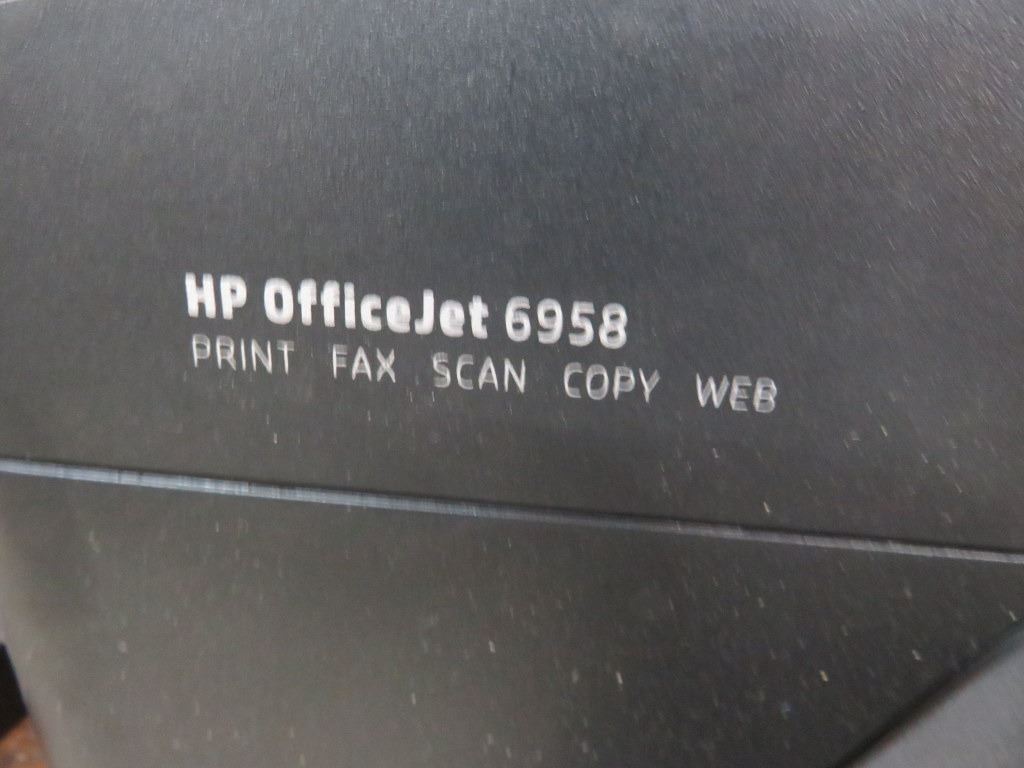 HP OfficeJet 6958
PRINT FAX SCAN COPY WEB